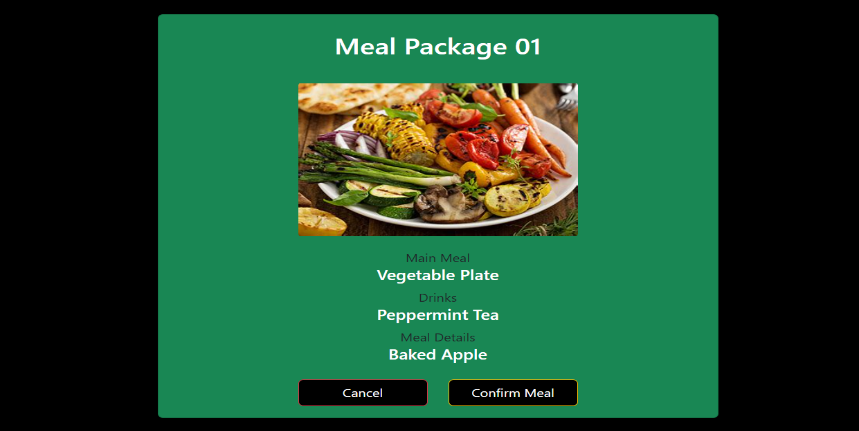 Meal Package 01
Main Meal
Vegetable Plate
Drinks
Peppermint Tea
Meal Details
Baked Apple
Cancel
Confirm Meal